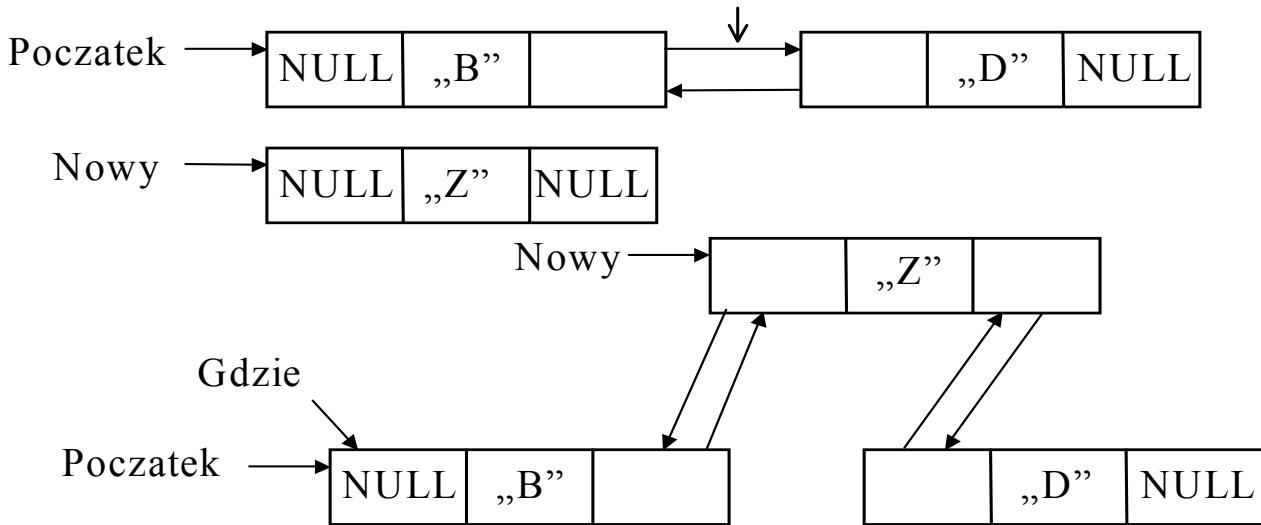 Poczatek NULL „B” „D” NULL
Nowy NULL „Z” NULL
Nowy „Z”
Gdzie
Poczatek NULL „B” „D” NULL